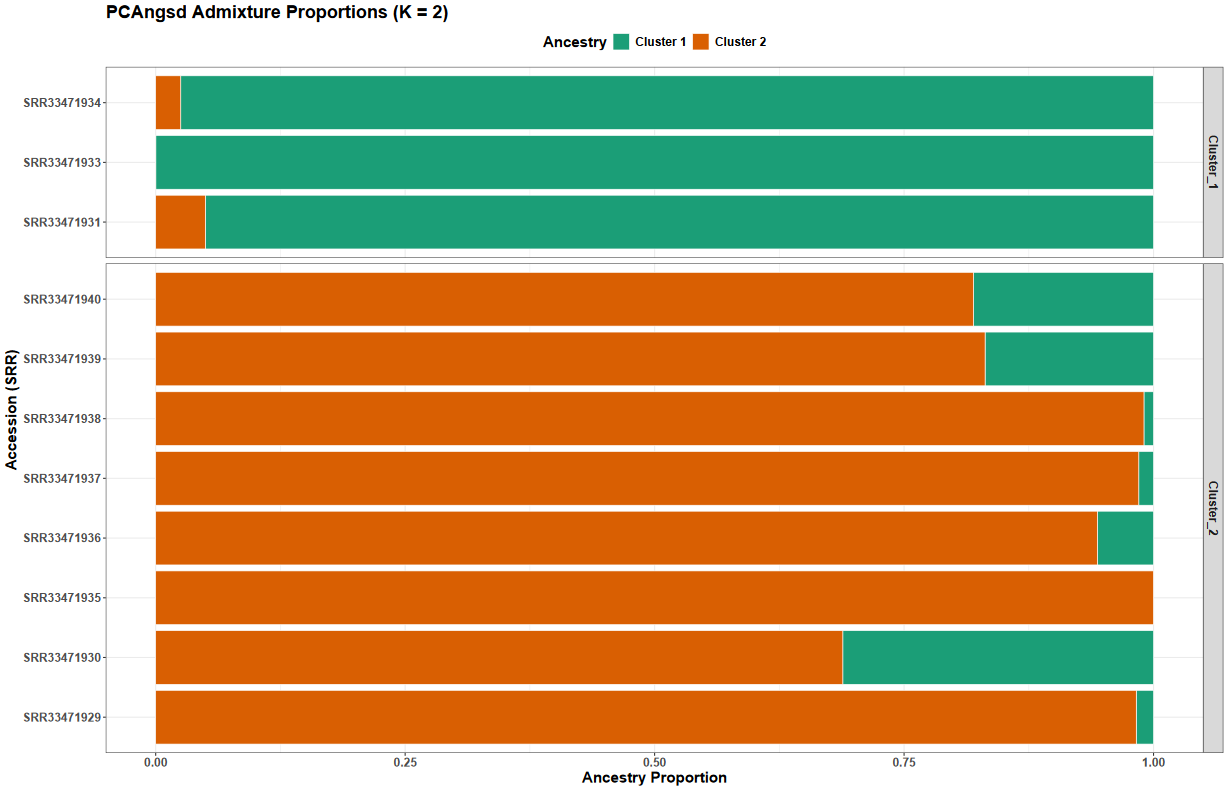 PCAngsd Admixture Proportions (K = 2)
Ancestry Cluster 1 Cluster 2
SRR33471934
SRR33471933
SRR33471931
Cluster_1
SRR33471940
SRR33471939
SRR33471938
SRR33471937
SRR33471936
SRR33471935
SRR33471930
SRR33471929
Cluster_2
Accession (SRR)
0.00 0.25 0.50 0.75 1.00
Ancestry Proportion